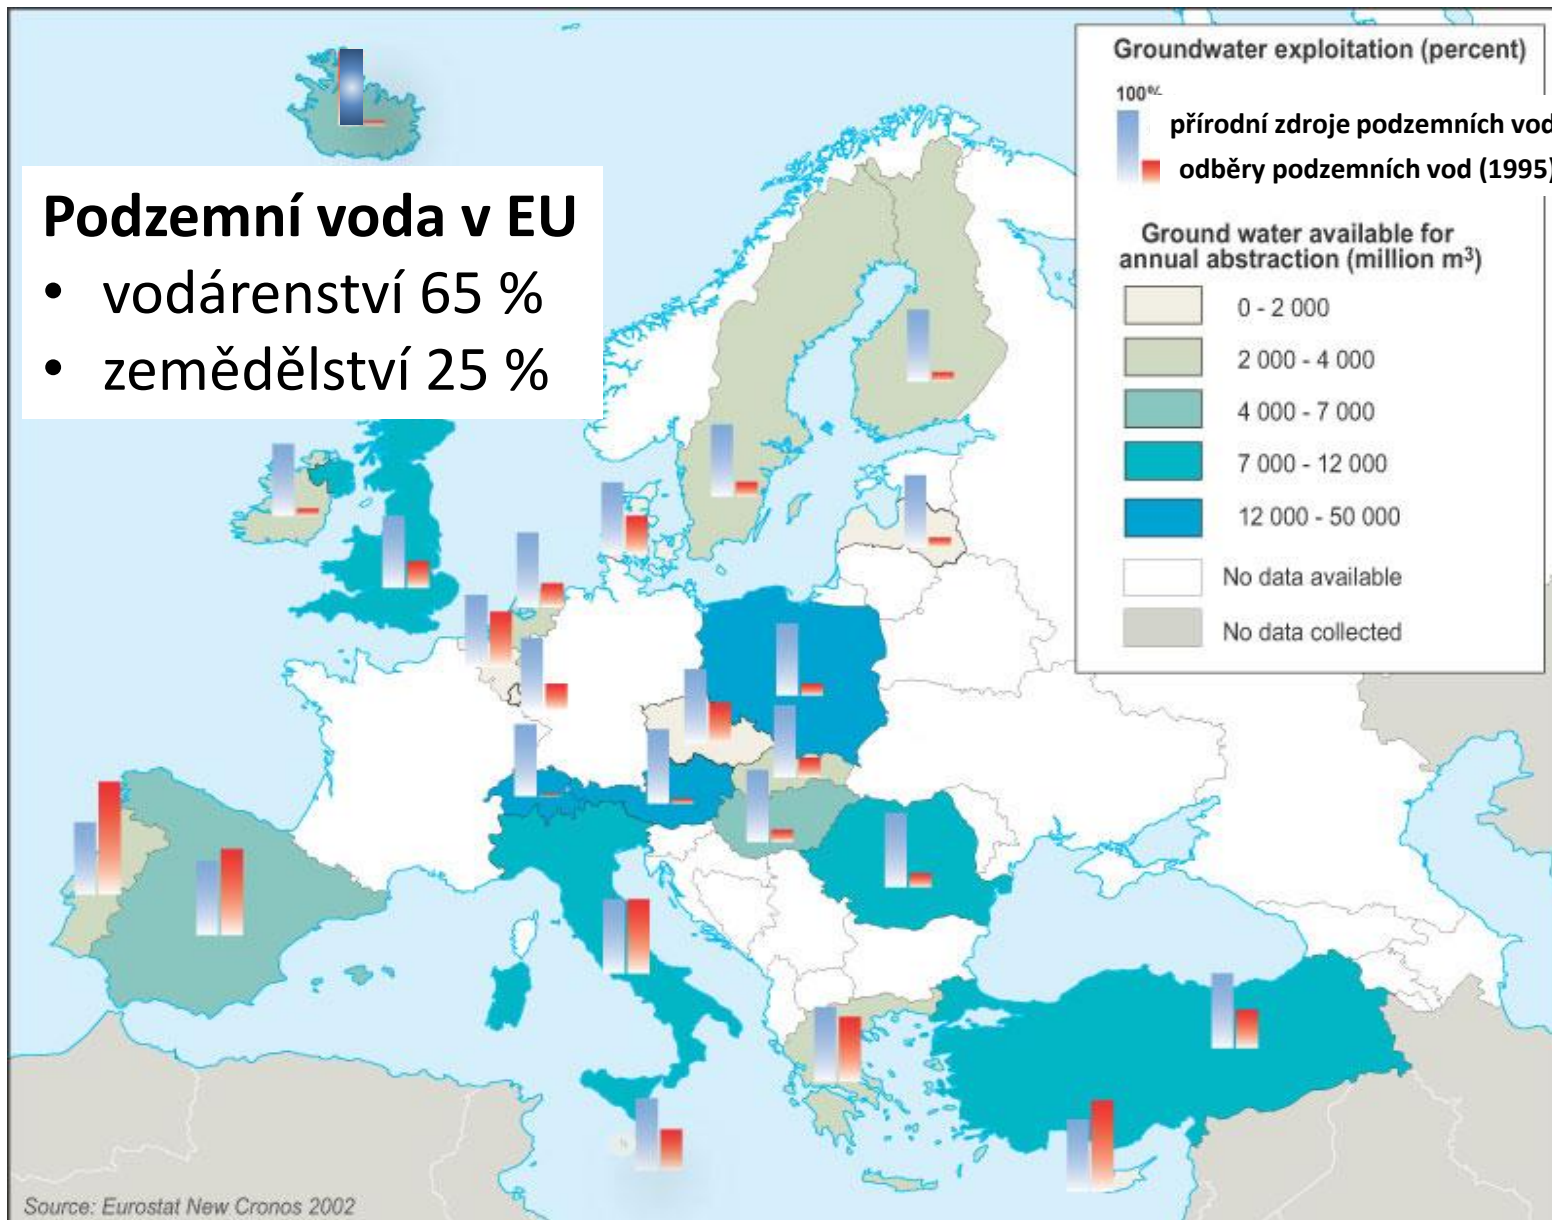 Groundwater exploitation (percent)
100%
přírodní zdroje podzemních vod
odběry podzemních vod (1995)
Podzemní voda v EU
• vodárenství 65 %
• zemědělství 25 %
Ground water available for
annual abstraction (million m³)
0 - 2 000
2 000 - 4 000
4 000 - 7 000
7 000 - 12 000
12 000 - 50 000
No data available
No data collected
Source: Eurostat New Cronos 2002